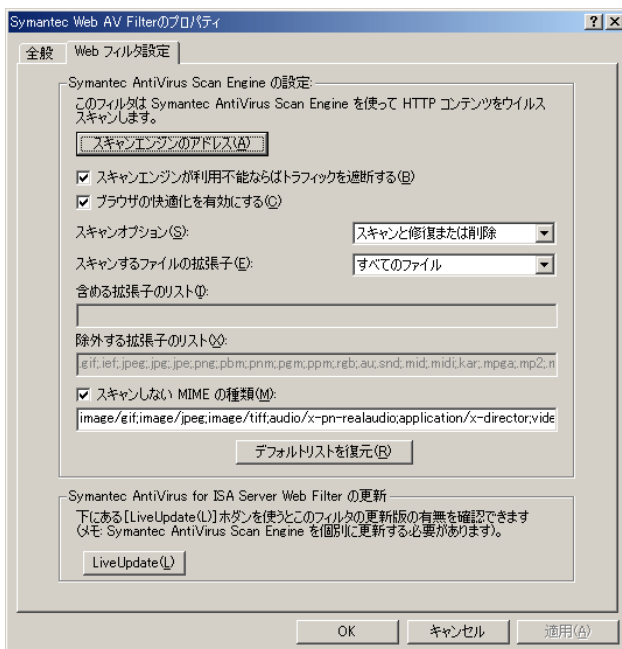 Symantec Web AV Filterのプロパティ
全般
Web フィルタ設定
Symantec AntiVirus Scan Engine の設定:
このフィルタは Symantec AntiVirus Scan Engine を使って HTTP コンテンツをウイルス
スキャンします。
スキャンエンジンのアドレス(A)
スキャンエンジンが利用不能ならばトラフィックを遮断する(B)
ブラウザの快適化を有効にする(C)
スキャンオプション(S):
スキャンと修復または削除
スキャンするファイルの拡張子(E):
すべてのファイル
含める拡張子のリスト(I):
除外する拡張子のリスト(X):
.gif;.ief;.jpeg;.jpg;.jpe;.png;.pbm;.pnm;.pgm;.ppm;.rgb;.au;.snd;.mid;.midi;.kar;.mpga;.mp2;.m
スキャンしない MIME の種類(M):
image/gif;image/jpeg;image/tiff;audio/x-pn-realaudio;application/x-director;vide
デフォルトリストを復元(R)
Symantec AntiVirus for ISA Server Web Filter の更新
下にある[LiveUpdate(L)]ボタンを使うとこのフィルタの更新版の有無を確認できます
(メモ: Symantec AntiVirus Scan Engine を個別に更新する必要があります)。
LiveUpdate(L)
OK
キャンセル
適用(A)